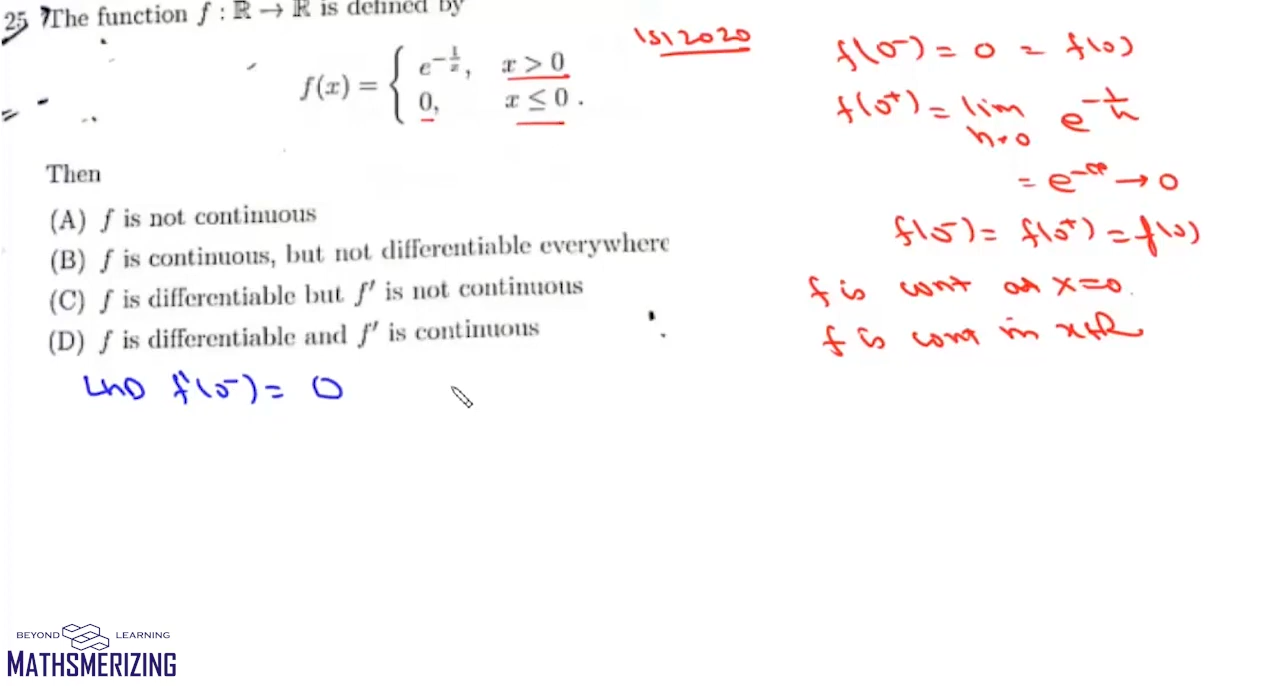 25 The function f : ℝ → ℝ is defined by
f(x) = { e^{-1/x}, x > 0
0, x ≤ 0 .
Then
(A) f is not continuous
(B) f is continuous, but not differentiable everywhere
(C) f is differentiable but f′ is not continuous
(D) f is differentiable and f′ is continuous
LHD f'(0⁻) = 0
ISI 2020
f(0⁻) = 0 = f(0)
f(0⁺) = lim e^{-1/h}
h→0
= e^{-∞} → 0
f(0⁻) = f(0⁺) = f(0)
f is cont at x=0.
f is cont in x∈R
BEYOND LEARNING
MATHSMERIZING